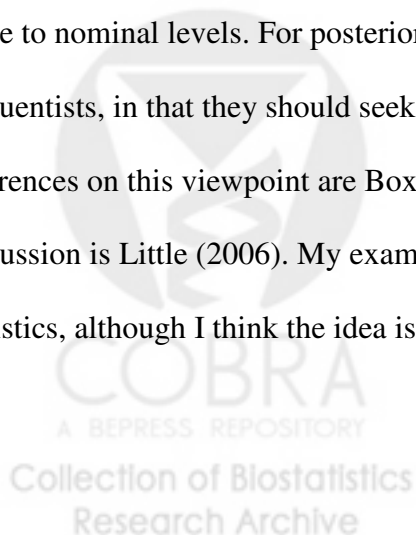 e to nominal levels. For posterior
uentists, in that they should seek
rences on this viewpoint are Box
ussion is Little (2006). My exam
istics, although I think the idea is
COBRA
A BEPRESS REPOSITORY
Collection of Biostatistics
Research Archive